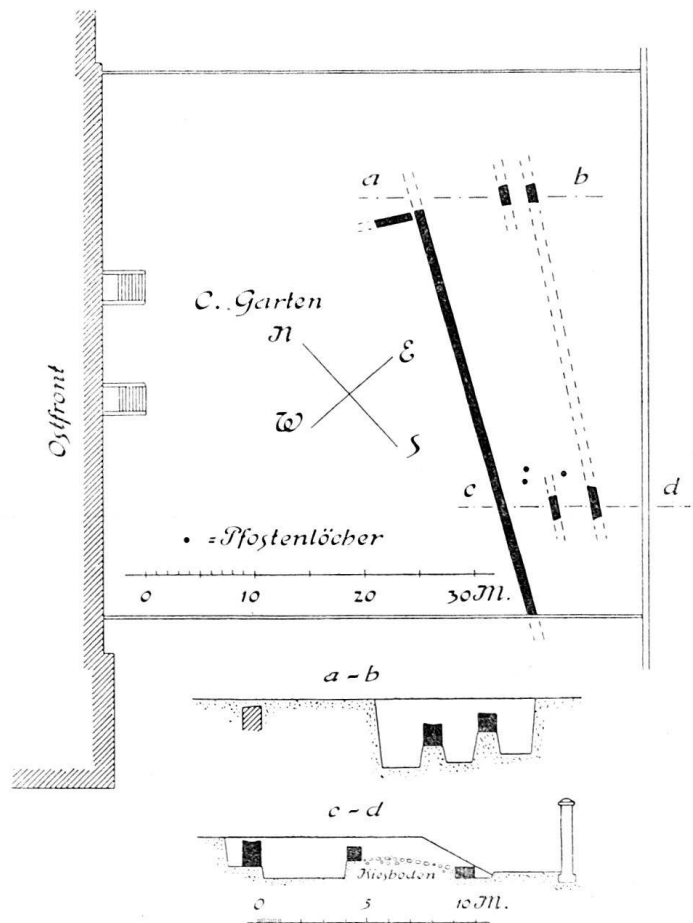 a b
C. Garten
N
E
Ostfront
W
S
c d
• = Pfostenlöcher
0 10 20 30 M.
a - b
c - d
Kiesboden
0 5 10 M.